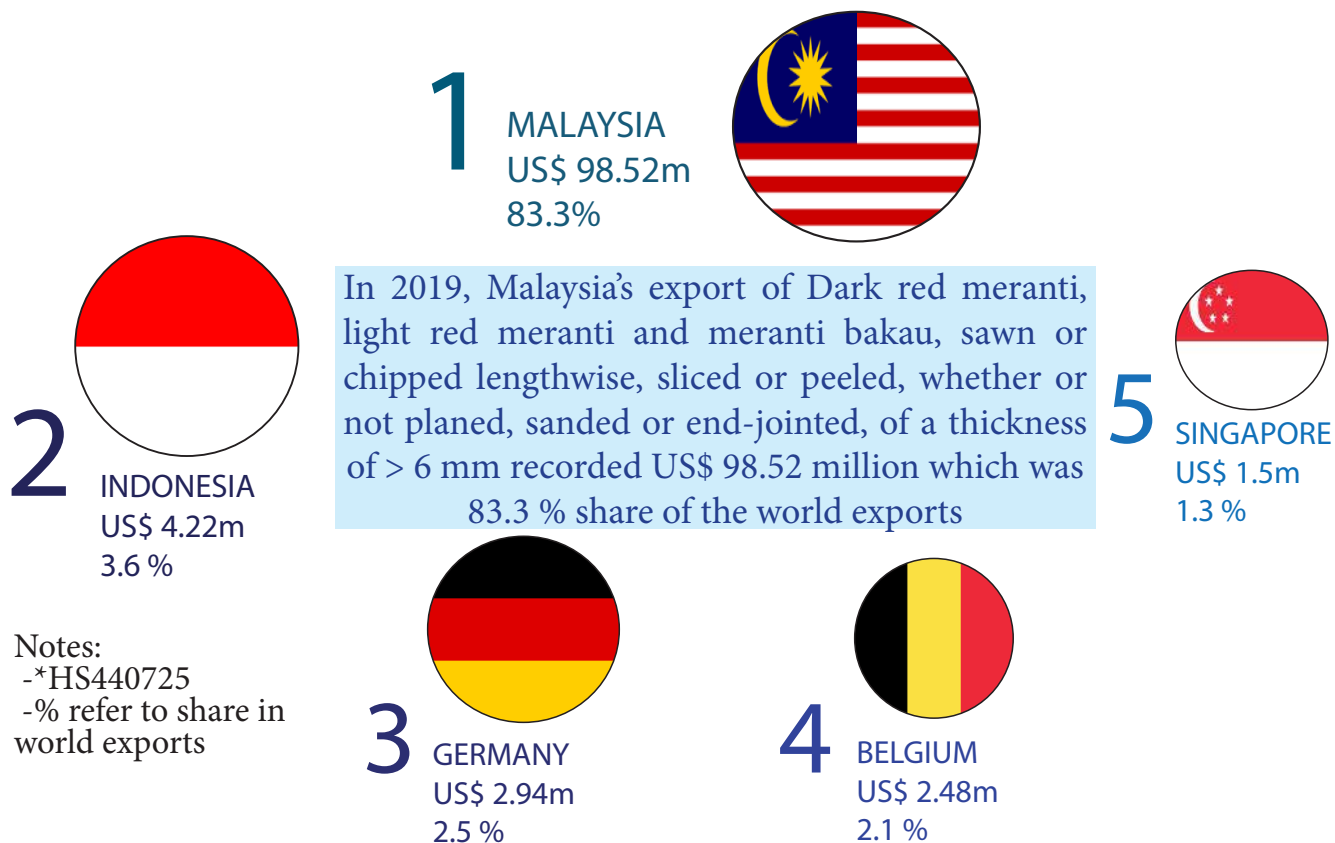 1
MALAYSIA
US$ 98.52m
83.3%
2
INDONESIA
US$ 4.22m
3.6 %
In 2019, Malaysia's export of Dark red meranti,
light red meranti and meranti bakau, sawn or
chipped lengthwise, sliced or peeled, whether or
not planed, sanded or end-jointed, of a thickness
of > 6 mm recorded US$ 98.52 million which was
83.3 % share of the world exports
5
SINGAPORE
US$ 1.5m
1.3 %
Notes:
-*HS440725
-% refer to share in
world exports
3
GERMANY
US$ 2.94m
2.5 %
4
BELGIUM
US$ 2.48m
2.1 %